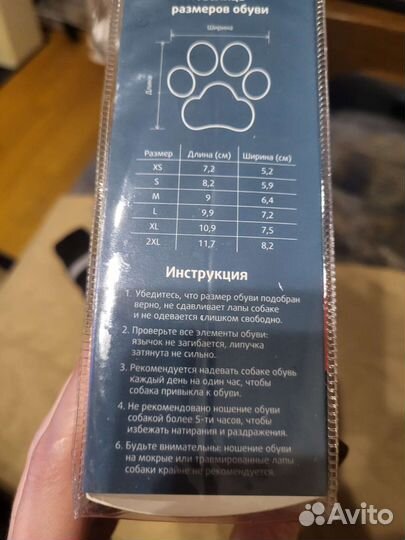 размеров обуви
Ширина
Длина
Размер Длина (см) Ширина (см)
XS 7,2 5,2
S 8,2 5,9
M 9 6,4
L 9,9 7,2
XL 10,9 7,5
2XL 11,7 8,2
Инструкция
1. Убедитесь, что размер обуви подобран
верно, не сдавливает лапы собаке
и не одевается слишком свободно.
2. Проверьте все элементы обуви:
язычок не загибается, липучка
затянута не сильно.
3. Рекомендуется надевать собаке обувь
каждый день на один час, чтобы
собака привыкла к обуви.
4. Не рекомендовано ношение обуви
собакой более 5-ти часов, чтобы
избежать натирания и раздражения.
6. Будьте внимательны: ношение обуви
на мокрые или травмированные лапы
собаки крайне не рекомендуется.
Avito